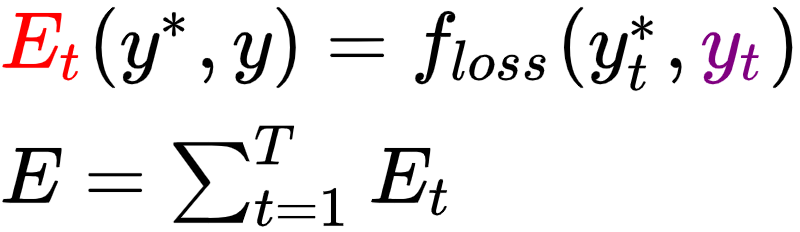 E_t(y^*, y) = f_{loss}(y_t^*, y_t)
E = \sum_{t=1}^{T} E_t